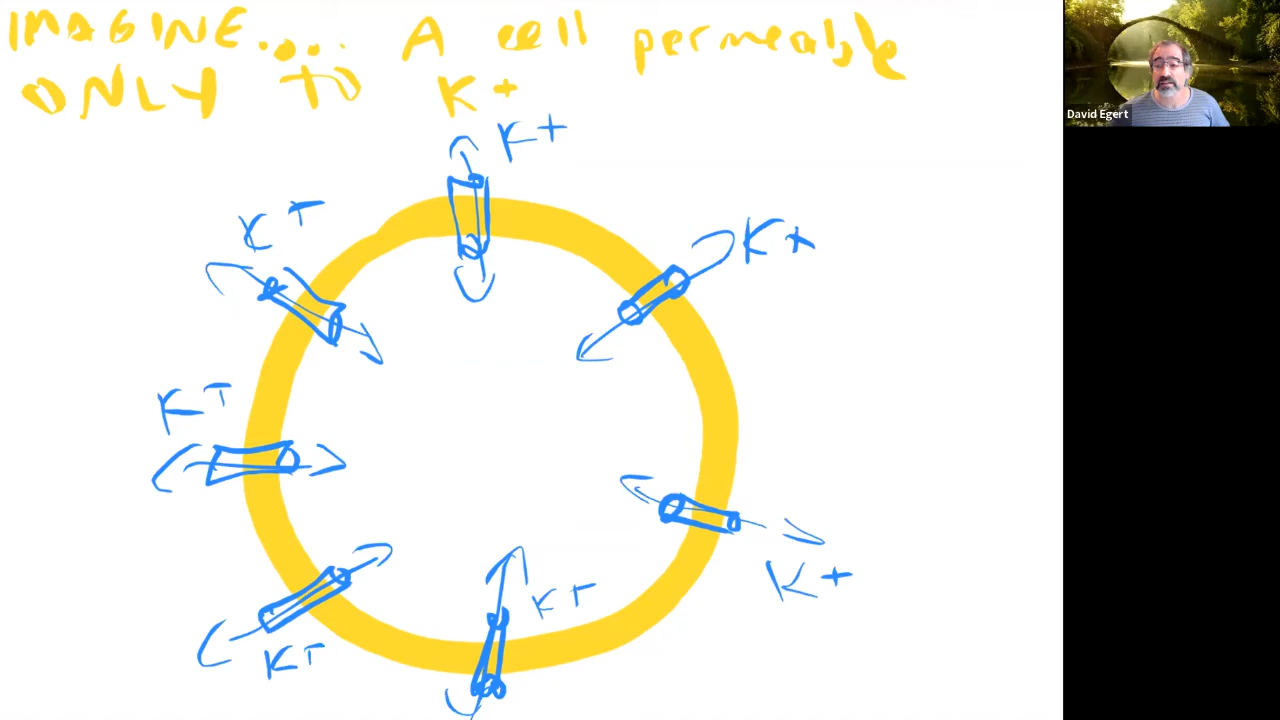 IMAGINE.... A cell permeable
ONLY to K+
K+
K+
K+
K+
K+
K+
K+
David Egert